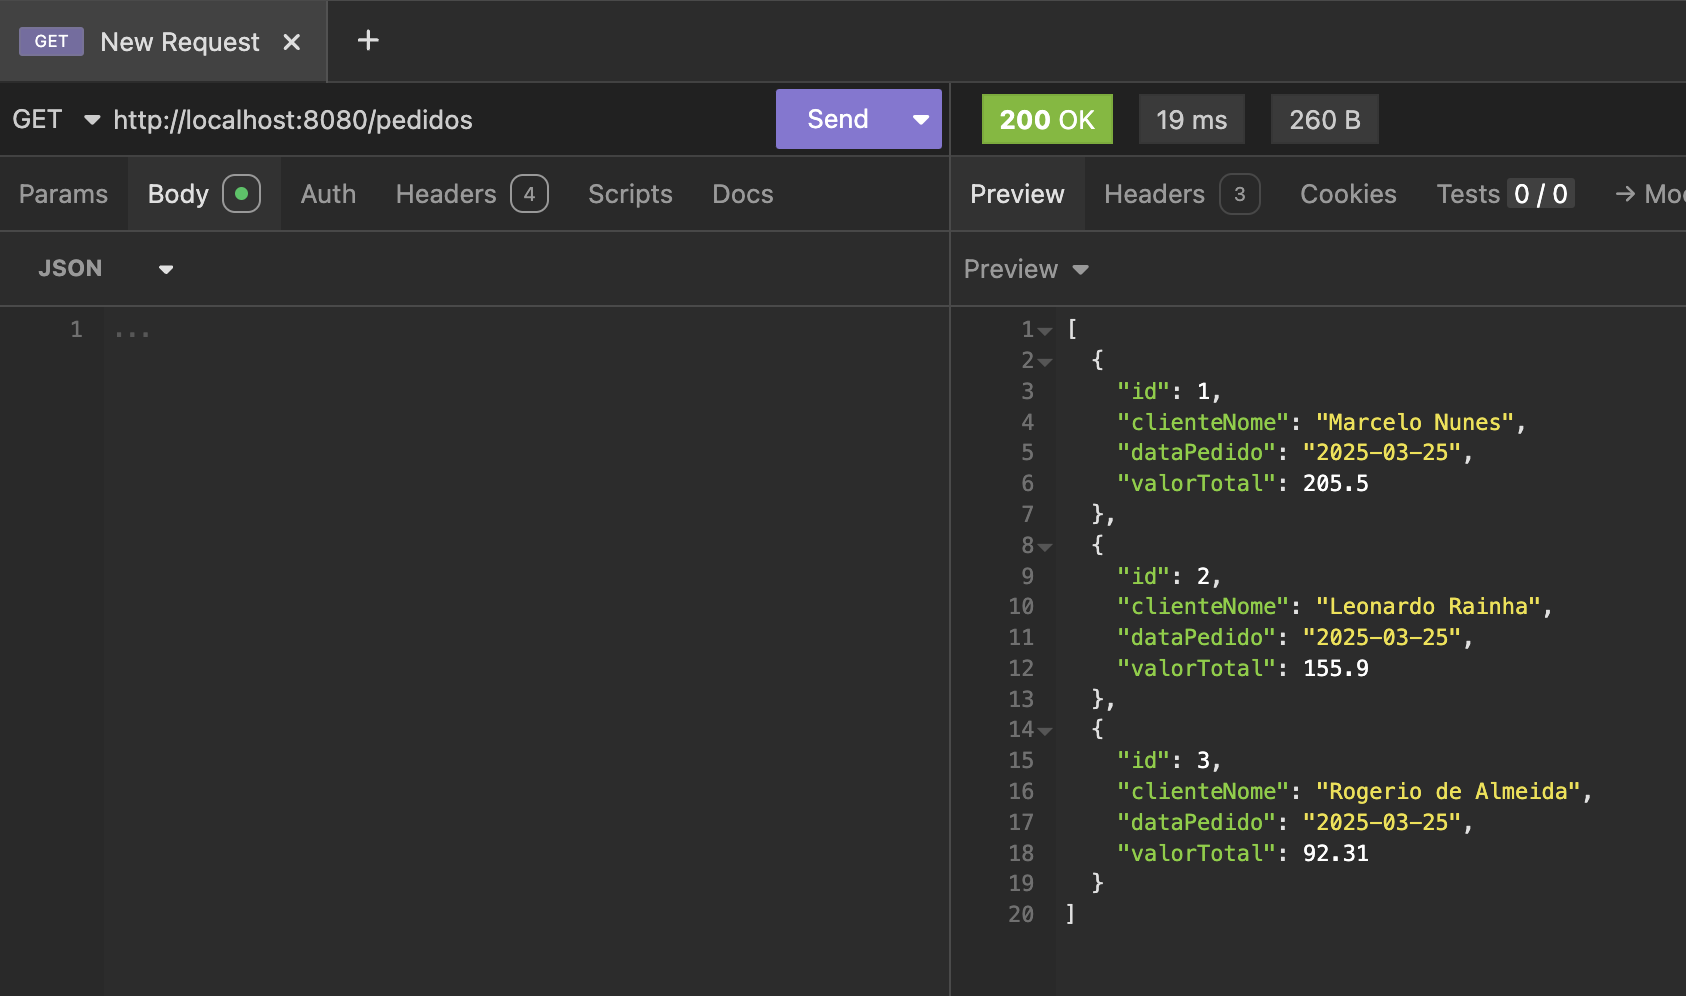 GET New Request × +
GET http://localhost:8080/pedidos Send 200 OK 19 ms 260 B
Params Body Auth Headers 4 Scripts Docs Preview Headers 3 Cookies Tests 0 / 0 → Moc
JSON Preview
1 ...
1 [
2 {
3 "id": 1,
4 "clienteNome": "Marcelo Nunes",
5 "dataPedido": "2025-03-25",
6 "valorTotal": 205.5
7 },
8 {
9 "id": 2,
10 "clienteNome": "Leonardo Rainha",
11 "dataPedido": "2025-03-25",
12 "valorTotal": 155.9
13 },
14 {
15 "id": 3,
16 "clienteNome": "Rogerio de Almeida",
17 "dataPedido": "2025-03-25",
18 "valorTotal": 92.31
19 }
20 ]